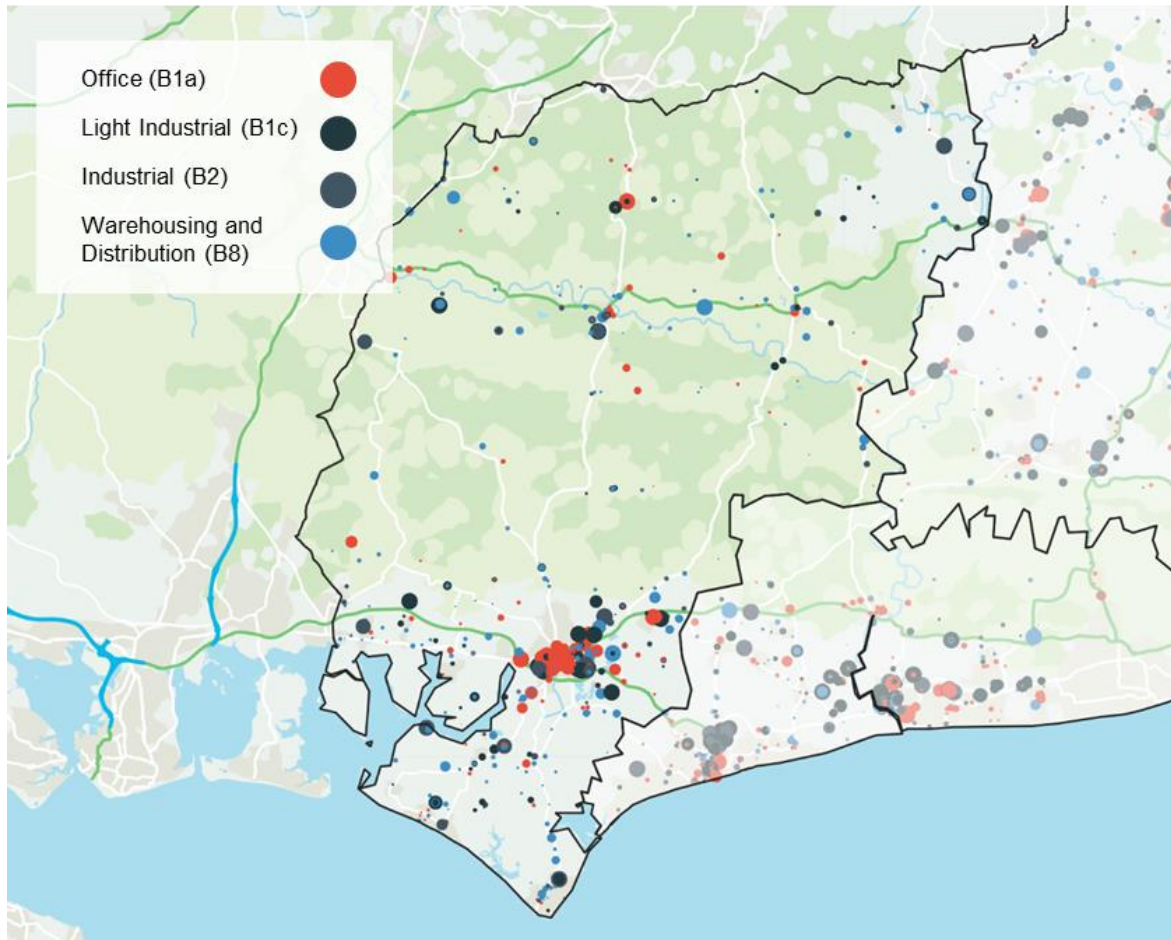 Office (B1a)
Light Industrial (B1c)
Industrial (B2)
Warehousing and
Distribution (B8)